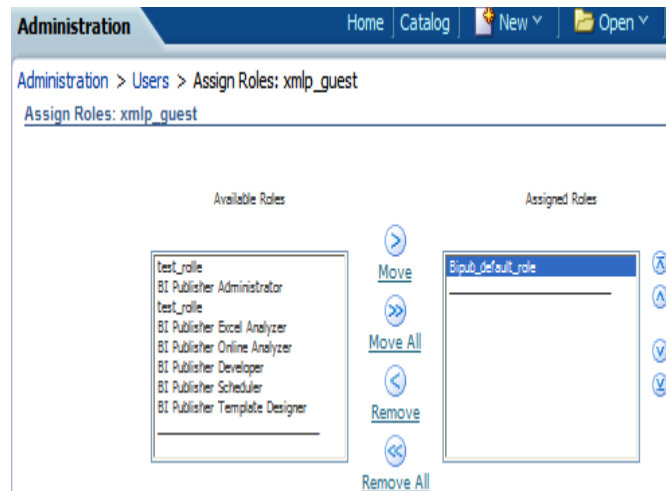 Administration
Home Catalog New Open
Administration > Users > Assign Roles: xmlp_guest
Assign Roles: xmlp_guest
Available Roles
Assigned Roles
test_rolle
BI Publisher Administrator
test_rolle
BI Publisher Excel Analyzer
BI Publisher Online Analyzer
BI Publisher Developer
BI Publisher Scheduler
BI Publisher Template Designer
Move
Move All
Remove
Remove All
Bipub_default_role